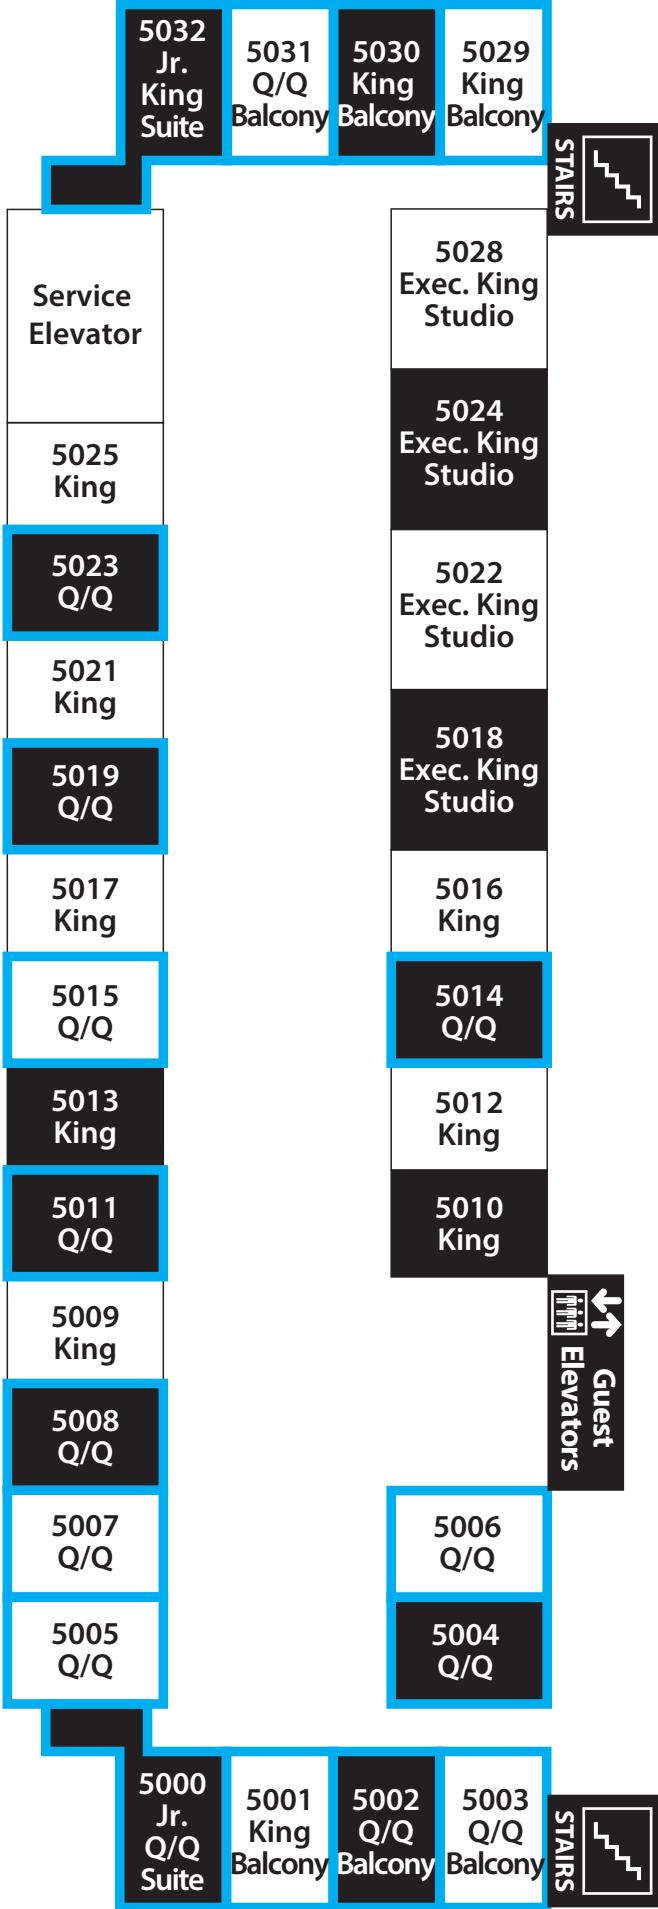 5032
Jr.
King
Suite
5031
Q/Q
Balcony
5030
King
Balcony
5029
King
Balcony
STAIRS
Service
Elevator
5025
King
5023
Q/Q
5021
King
5019
Q/Q
5017
King
5015
Q/Q
5013
King
5011
Q/Q
5009
King
5008
Q/Q
5007
Q/Q
5005
Q/Q
5028
Exec. King
Studio
5024
Exec. King
Studio
5022
Exec. King
Studio
5018
Exec. King
Studio
5016
King
5014
Q/Q
5012
King
5010
King
Guest
Elevators
5006
Q/Q
5004
Q/Q
5000
Jr.
Q/Q
Suite
5001
King
Balcony
5002
Q/Q
Balcony
5003
Q/Q
Balcony
STAIRS